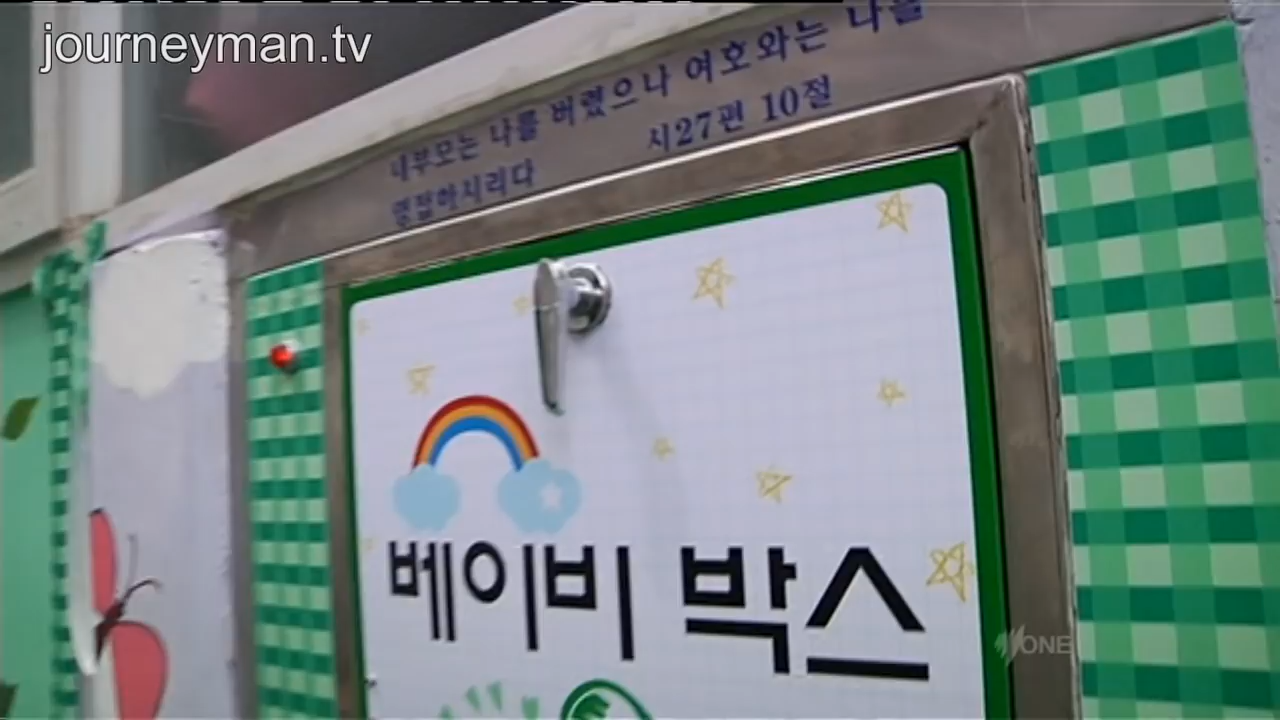 journeyman.tv
내 부모는 나를 버렸으나 여호와는 나를
영접하시리다 시27편 10절
베이비 박스
ONE